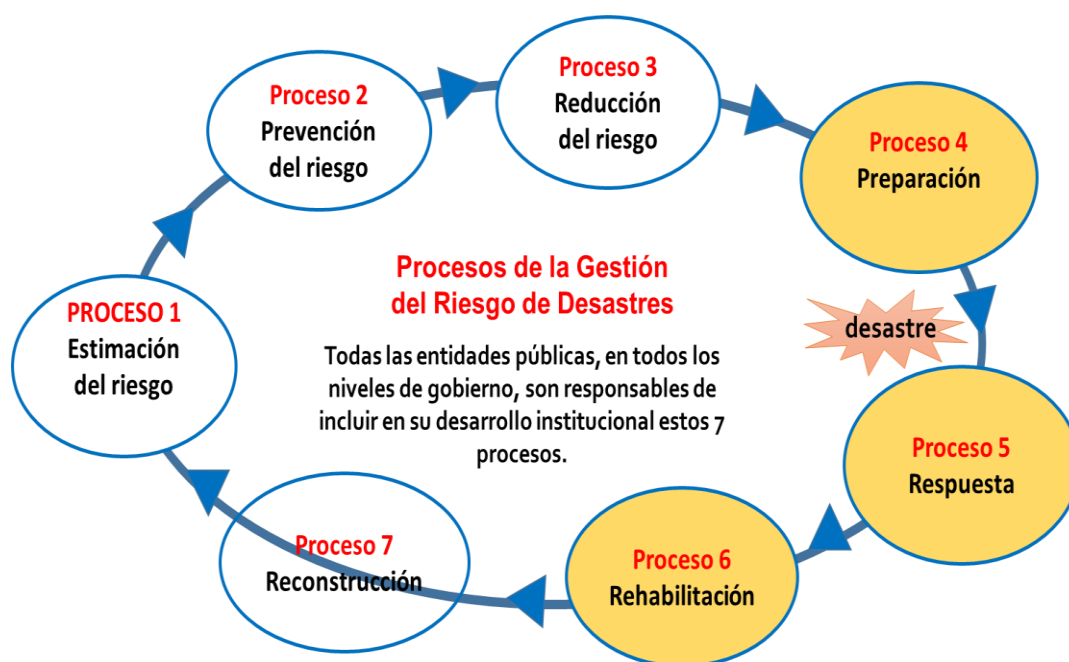 Proceso 3
Reducción
del riesgo
Proceso 2
Prevención
del riesgo
Proceso 4
Preparación
Procesos de la Gestión
del Riesgo de Desastres
PROCESO 1
Estimación
del riesgo
desastre
Todas las entidades públicas, en todos los
niveles de gobierno, son responsables de
incluir en su desarrollo institucional estos 7
procesos.
Proceso 5
Respuesta
Proceso 7
Reconstrucción
Proceso 6
Rehabilitación